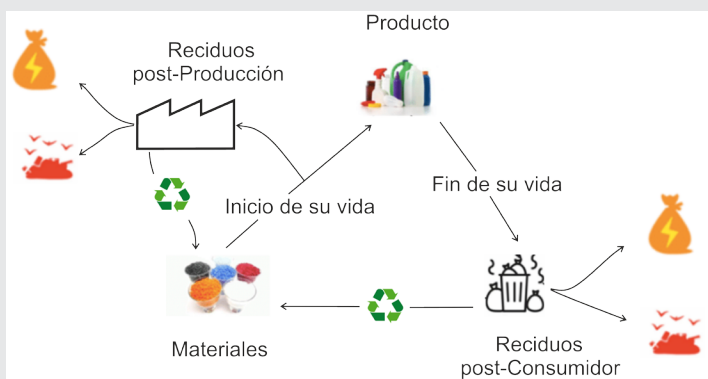 Producto
Reciduos
post-Producción
Inicio de su vida
Fin de su vida
Materiales
Reciduos
post-Consumidor